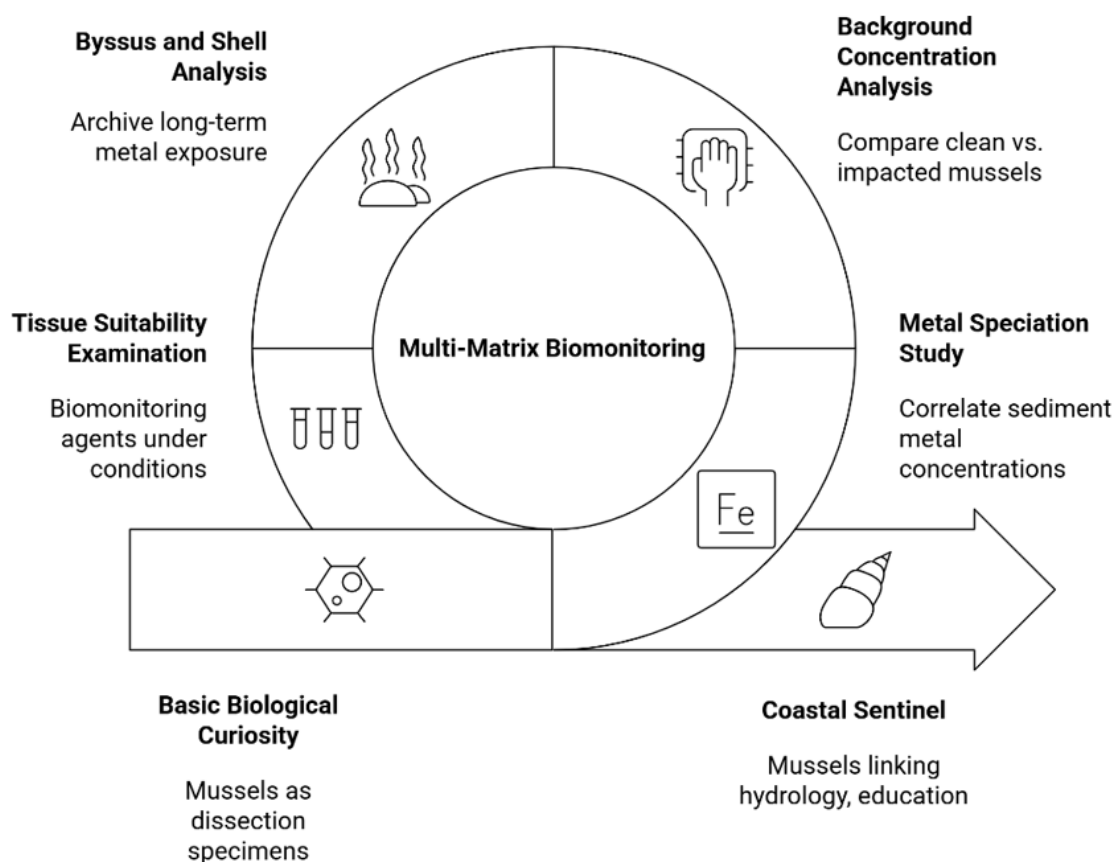 Byssus and Shell
Analysis
Archive long-term
metal exposure
Background
Concentration
Analysis
Compare clean vs.
impacted mussels
Tissue Suitability
Examination
Biomonitoring
agents under
conditions
Multi-Matrix Biomonitoring
Metal Speciation
Study
Correlate sediment
metal
concentrations
Fe
Basic Biological
Curiosity
Mussels as
dissection
specimens
Coastal Sentinel
Mussels linking
hydrology, education